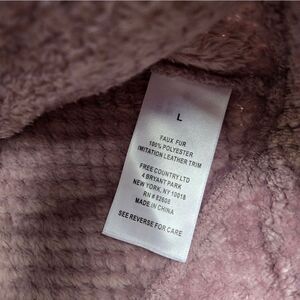 L
FAUX FUR
100% POLYESTER
IMITATION LEATHER TRIM
FREE COUNTRY LTD
4 BRYANT PARK
NEW YORK, NY 10018
RN # 82608
MADE IN CHINA
SEE REVERSE FOR CARE